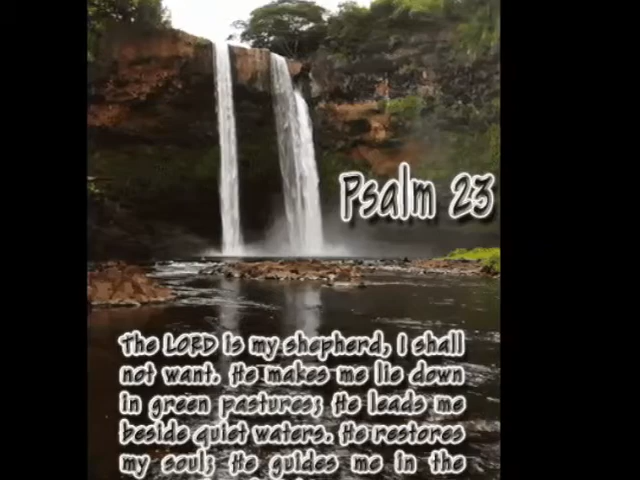 Psalm 23
The LORD is my shepherd, I shall
not want. He makes me lie down
in green pastures; He leads me
beside quiet waters. He restores
my soul; He guides me in the